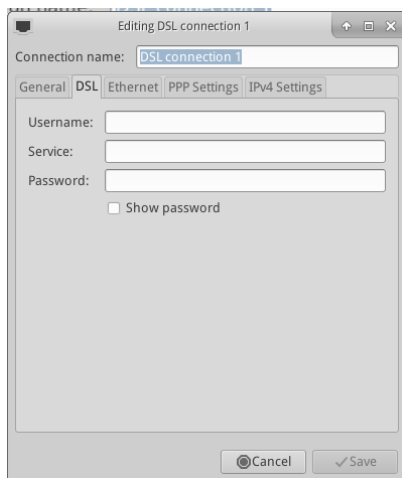 Editing DSL connection 1
Connection name: DSL connection 1
General DSL Ethernet PPP Settings IPv4 Settings
Username:
Service:
Password:
Show password
Cancel Save